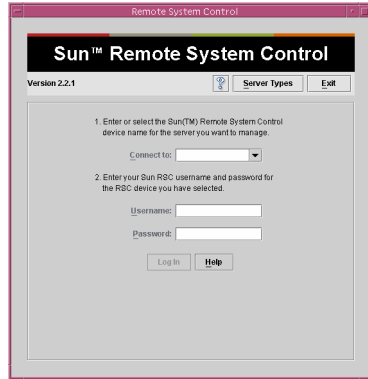 Remote System Control
Sun™ Remote System Control
Version 2.2.1
Server Types
Exit
1. Enter or select the Sun(TM) Remote System Control
device name for the server you want to manage.
Connect to:
2. Enter your Sun RSC username and password for
the RSC device you have selected.
Username:
Password:
Log In
Help